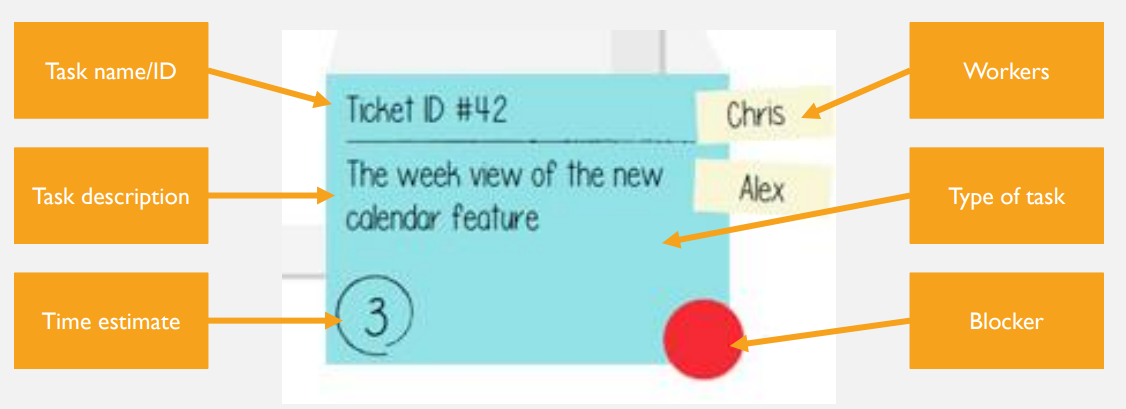 Task name/ID
Ticket ID #42
Chris
Workers
Task description
The week view of the new
calendar feature
Alex
Type of task
Time estimate
3
Blocker